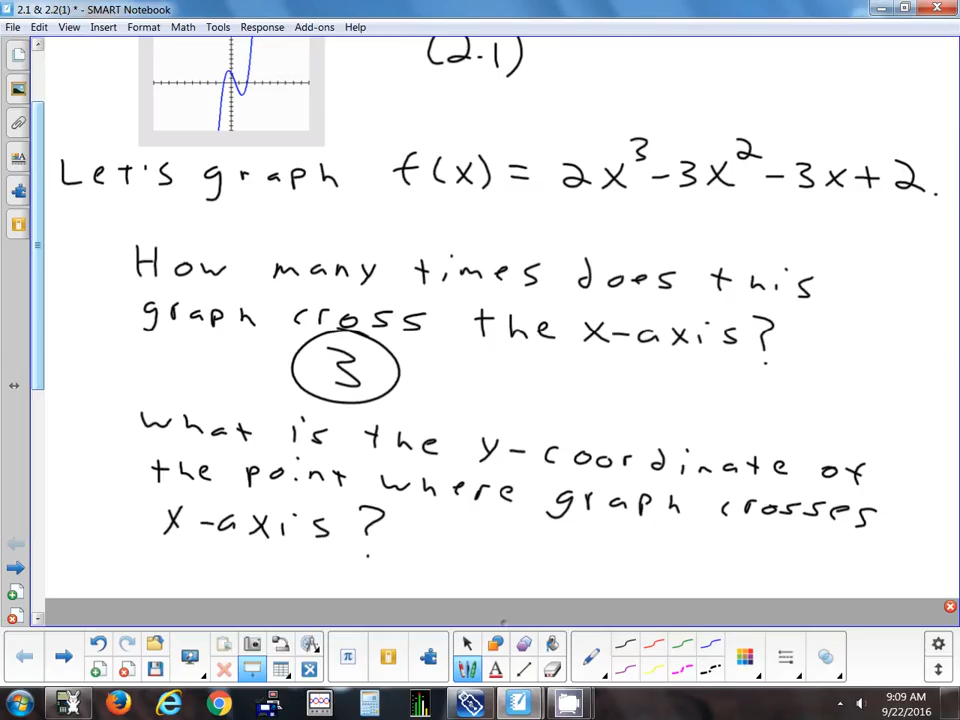 2.1 & 2.2(1) * - SMART Notebook
File Edit View Insert Format Math Tools Response Add-ons Help
(2.1)
Let's graph f(x) = 2x³-3x²-3x+2.
How many times does this
graph cross the x-axis?
3
What is the y-coordinate of
the point where graph crosses
x-axis?
π
A
9:09 AM
9/22/2016